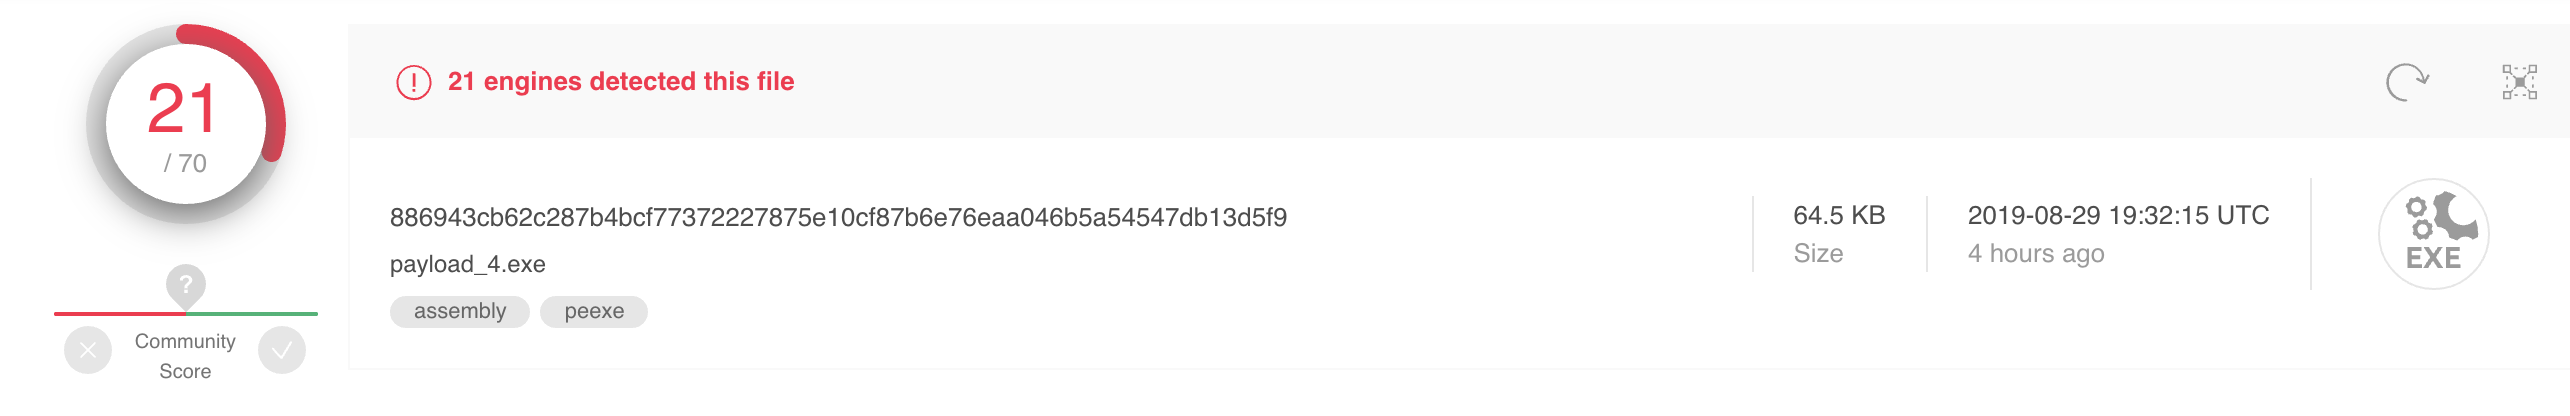 21
/ 70
?
Community
Score
21 engines detected this file
886943cb62c287b4bcf77372227875e10cf87b6e76eaa046b5a54547db13d5f9
payload_4.exe
assembly peexe
64.5 KB
Size
2019-08-29 19:32:15 UTC
4 hours ago
EXE